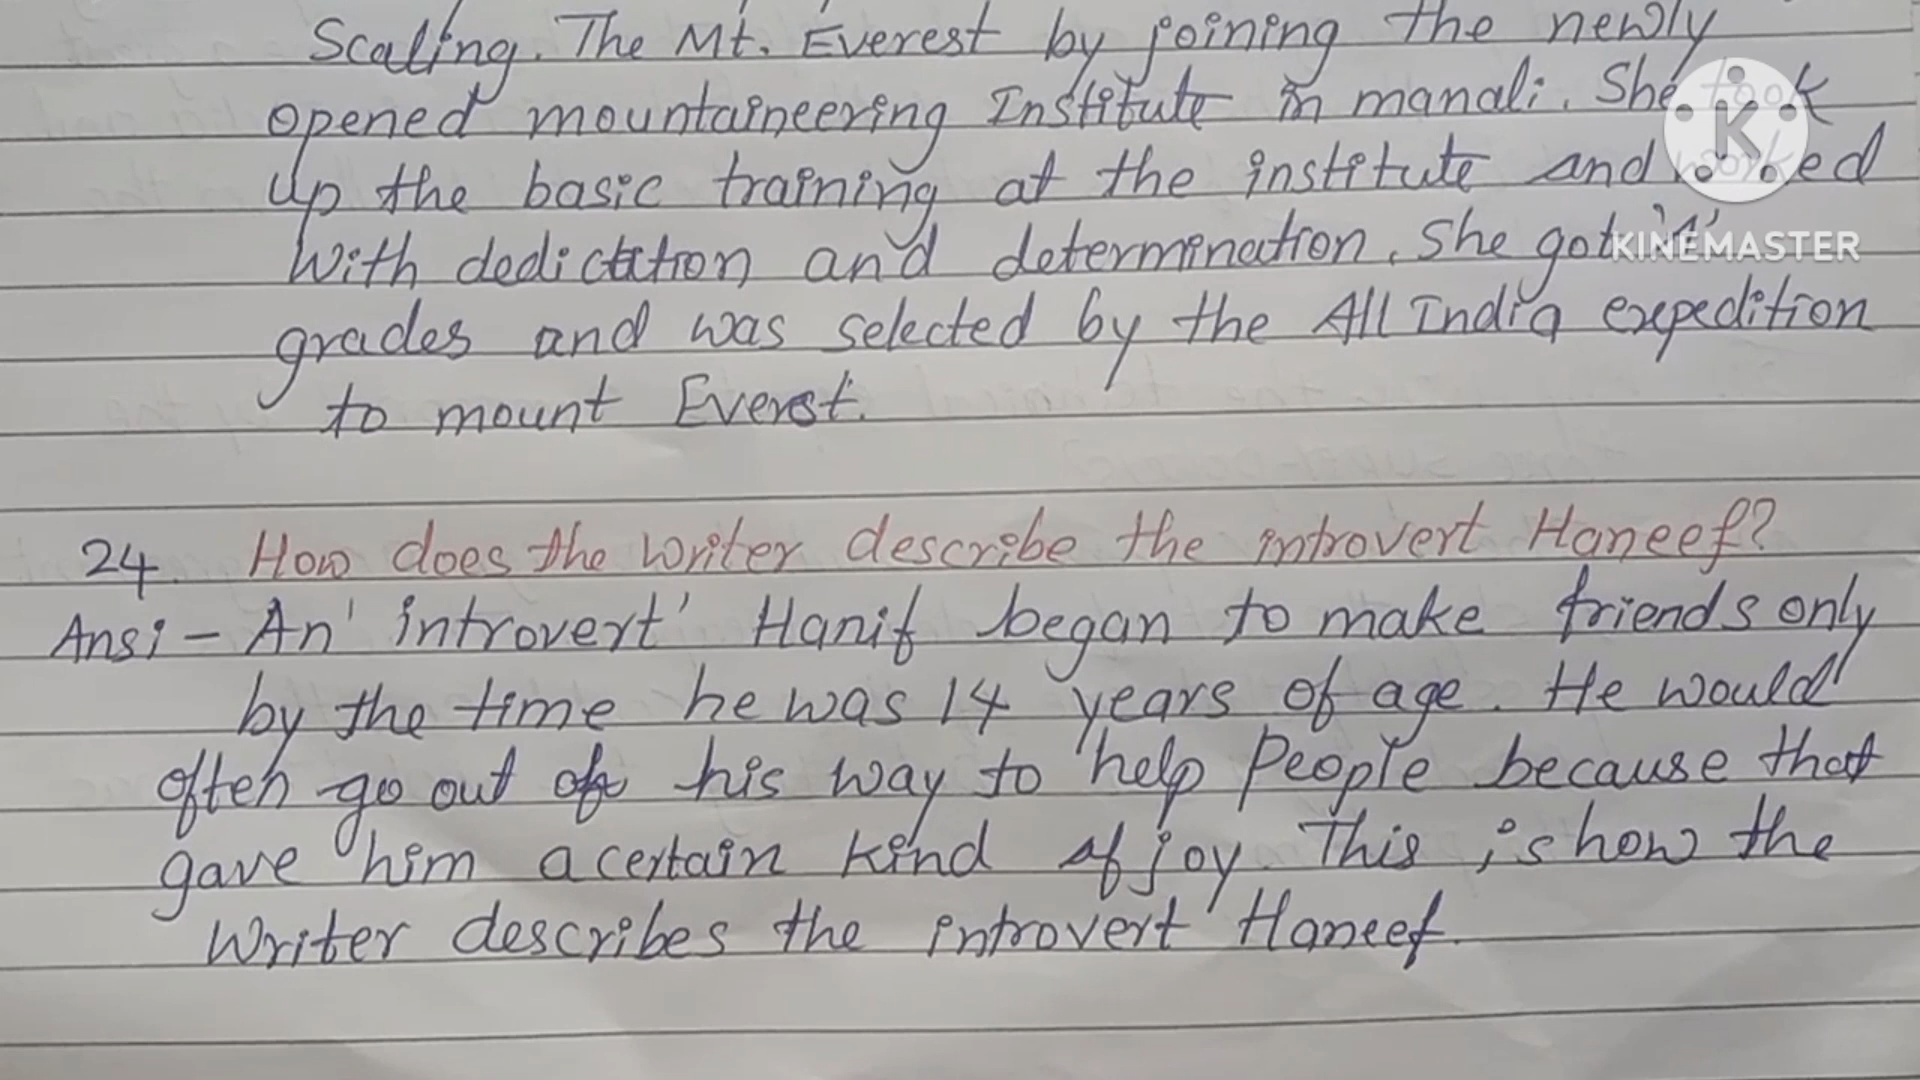 Scaling. The Mt. Everest by joining the newly
opened mountaineering Institute in manali. She took
up the basic training at the institute and worked
With dedictation and determination. She got 'A'
grades and was selected by the All India expedition
to mount Everst.
24. How does the writer describe the introvert Haneef?
Ans:- An 'introvert' Hanif began to make friends only
by the time he was 14 years of age. He would
often go out of his way to help People because that
gave him a certain kind of joy. This is how the
Writer describes the introvert Haneef.
K
KINEMASTER